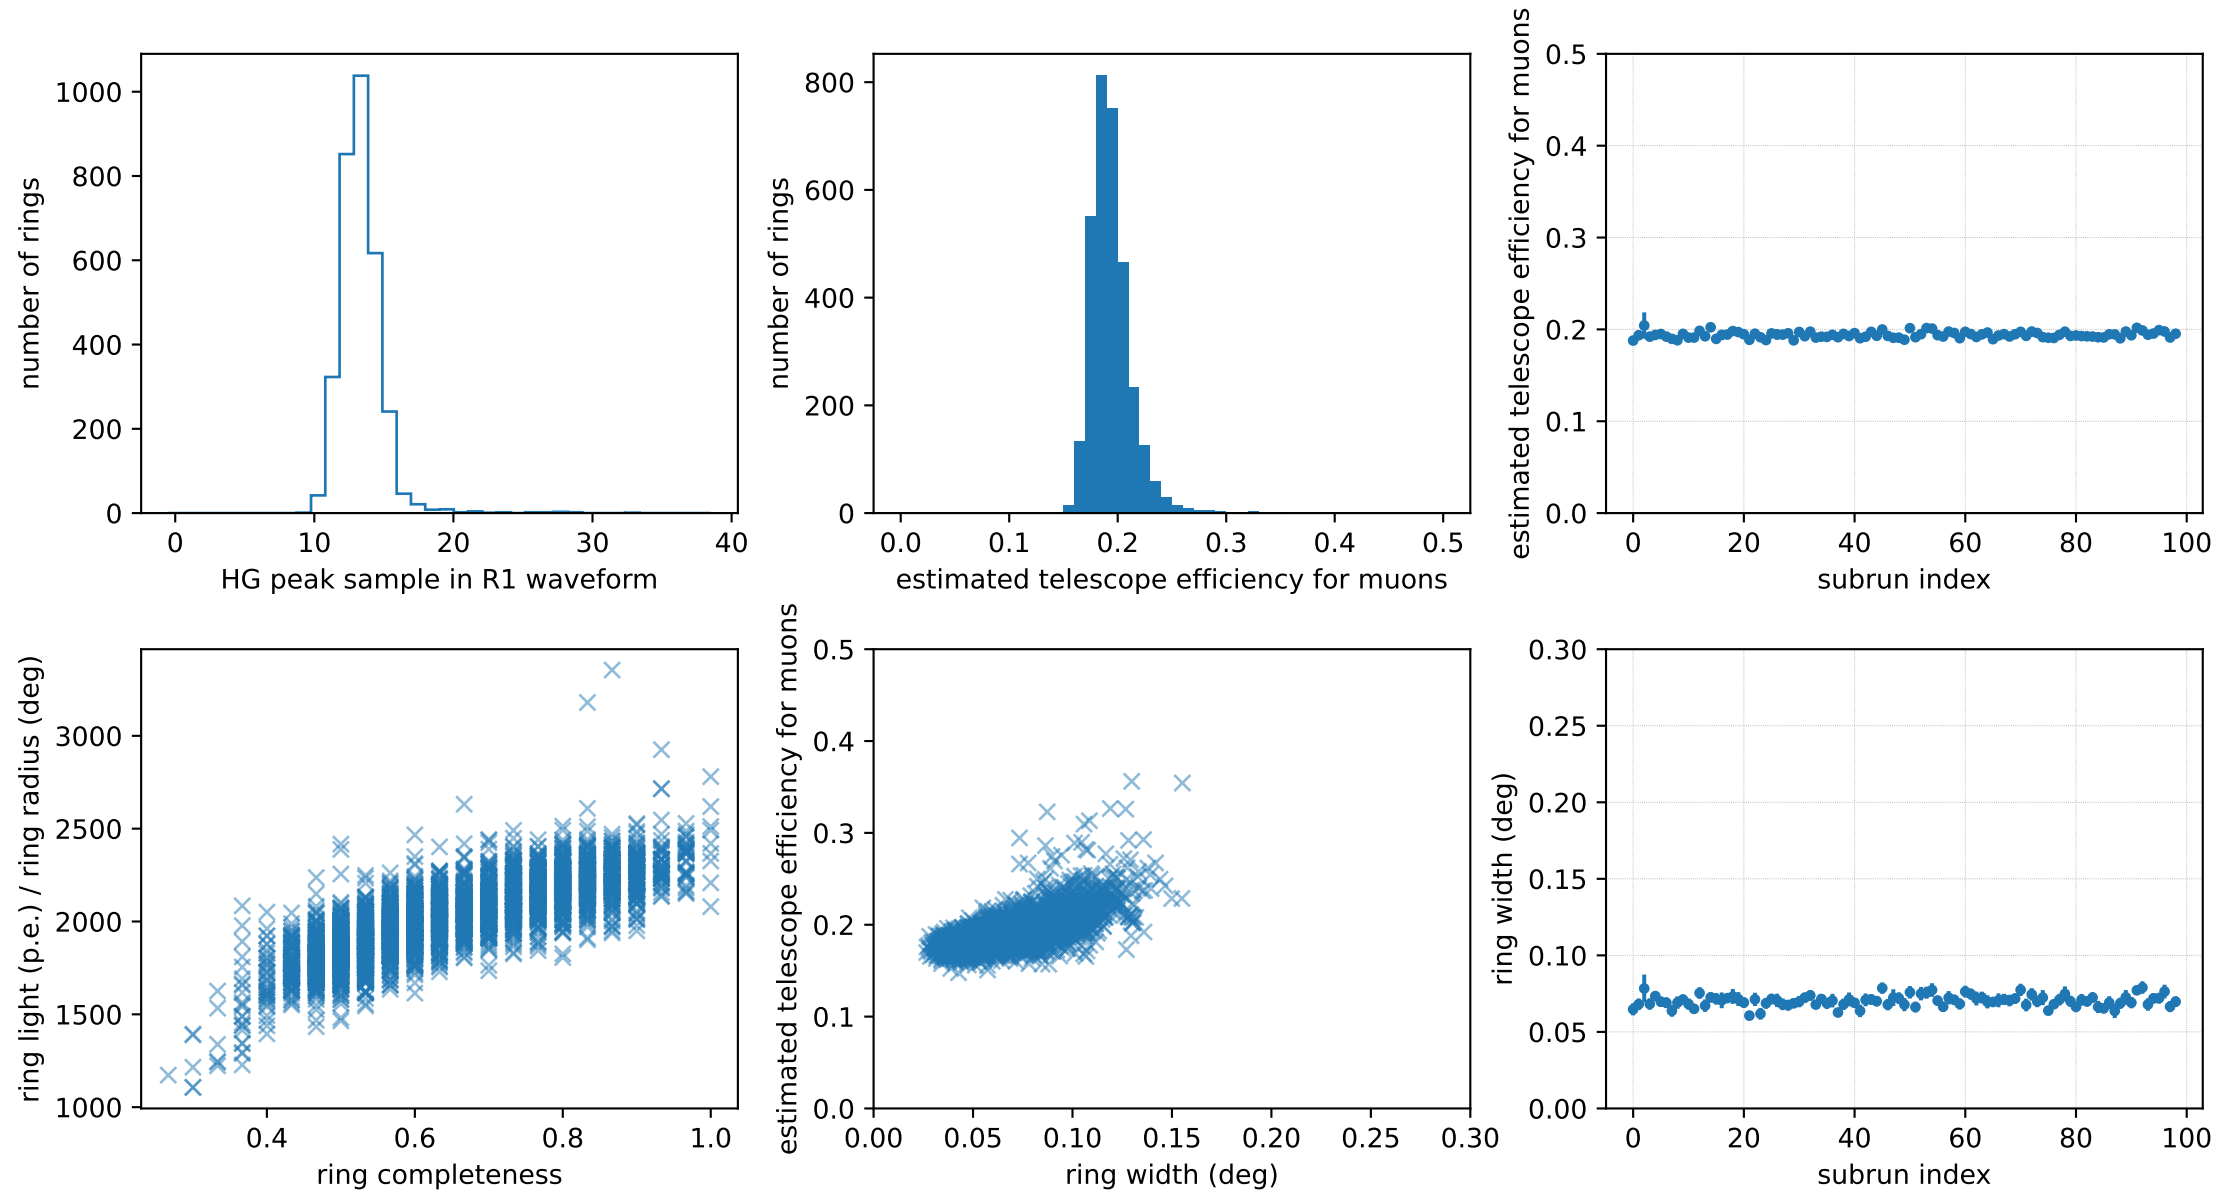 number of rings
1000
800
600
400
200
0
0 10 20 30 40
HG peak sample in R1 waveform
number of rings
800
600
400
200
0
0.0 0.1 0.2 0.3 0.4 0.5
estimated telescope efficiency for muons
estimated telescope efficiency for muons
0.5
0.4
0.3
0.2
0.1
0.0
0 20 40 60 80 100
subrun index
ring light (p.e.) / ring radius (deg)
3000
2500
2000
1500
1000
0.4 0.6 0.8 1.0
ring completeness
estimated telescope efficiency for muons
0.5
0.4
0.3
0.2
0.1
0.0
0.00 0.05 0.10 0.15 0.20 0.25 0.30
ring width (deg)
ring width (deg)
0.30
0.25
0.20
0.15
0.10
0.05
0.00
0 20 40 60 80 100
subrun index